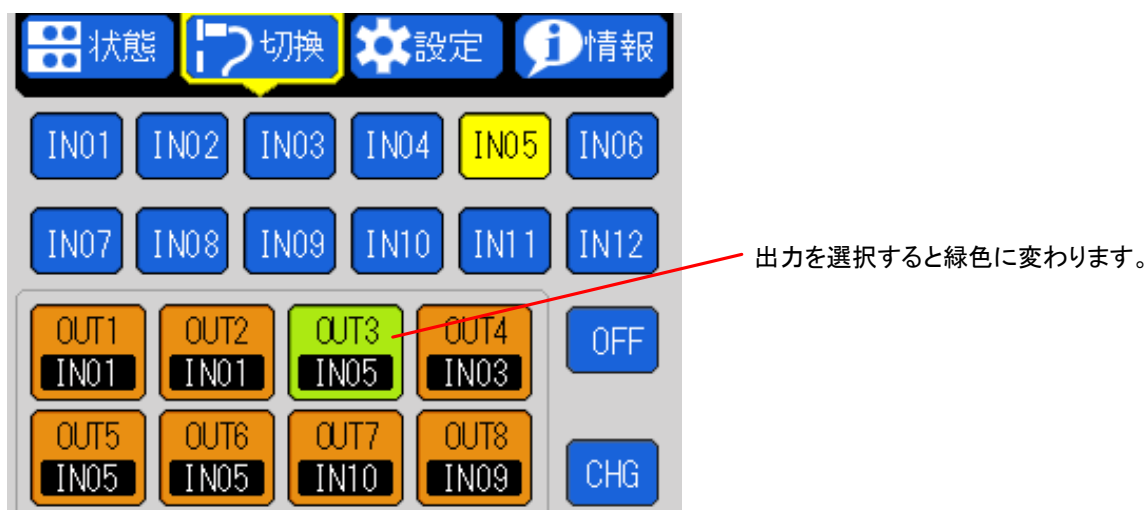 状態 切換 設定 情報
IN01 IN02 IN03 IN04 IN05 IN06
IN07 IN08 IN09 IN10 IN11 IN12
出力を選択すると緑色に変わります。
OUT1 OUT2 OUT3 OUT4
IN01 IN01 IN05 IN03
OFF
OUT5 OUT6 OUT7 OUT8
IN05 IN05 IN10 IN09
CHG